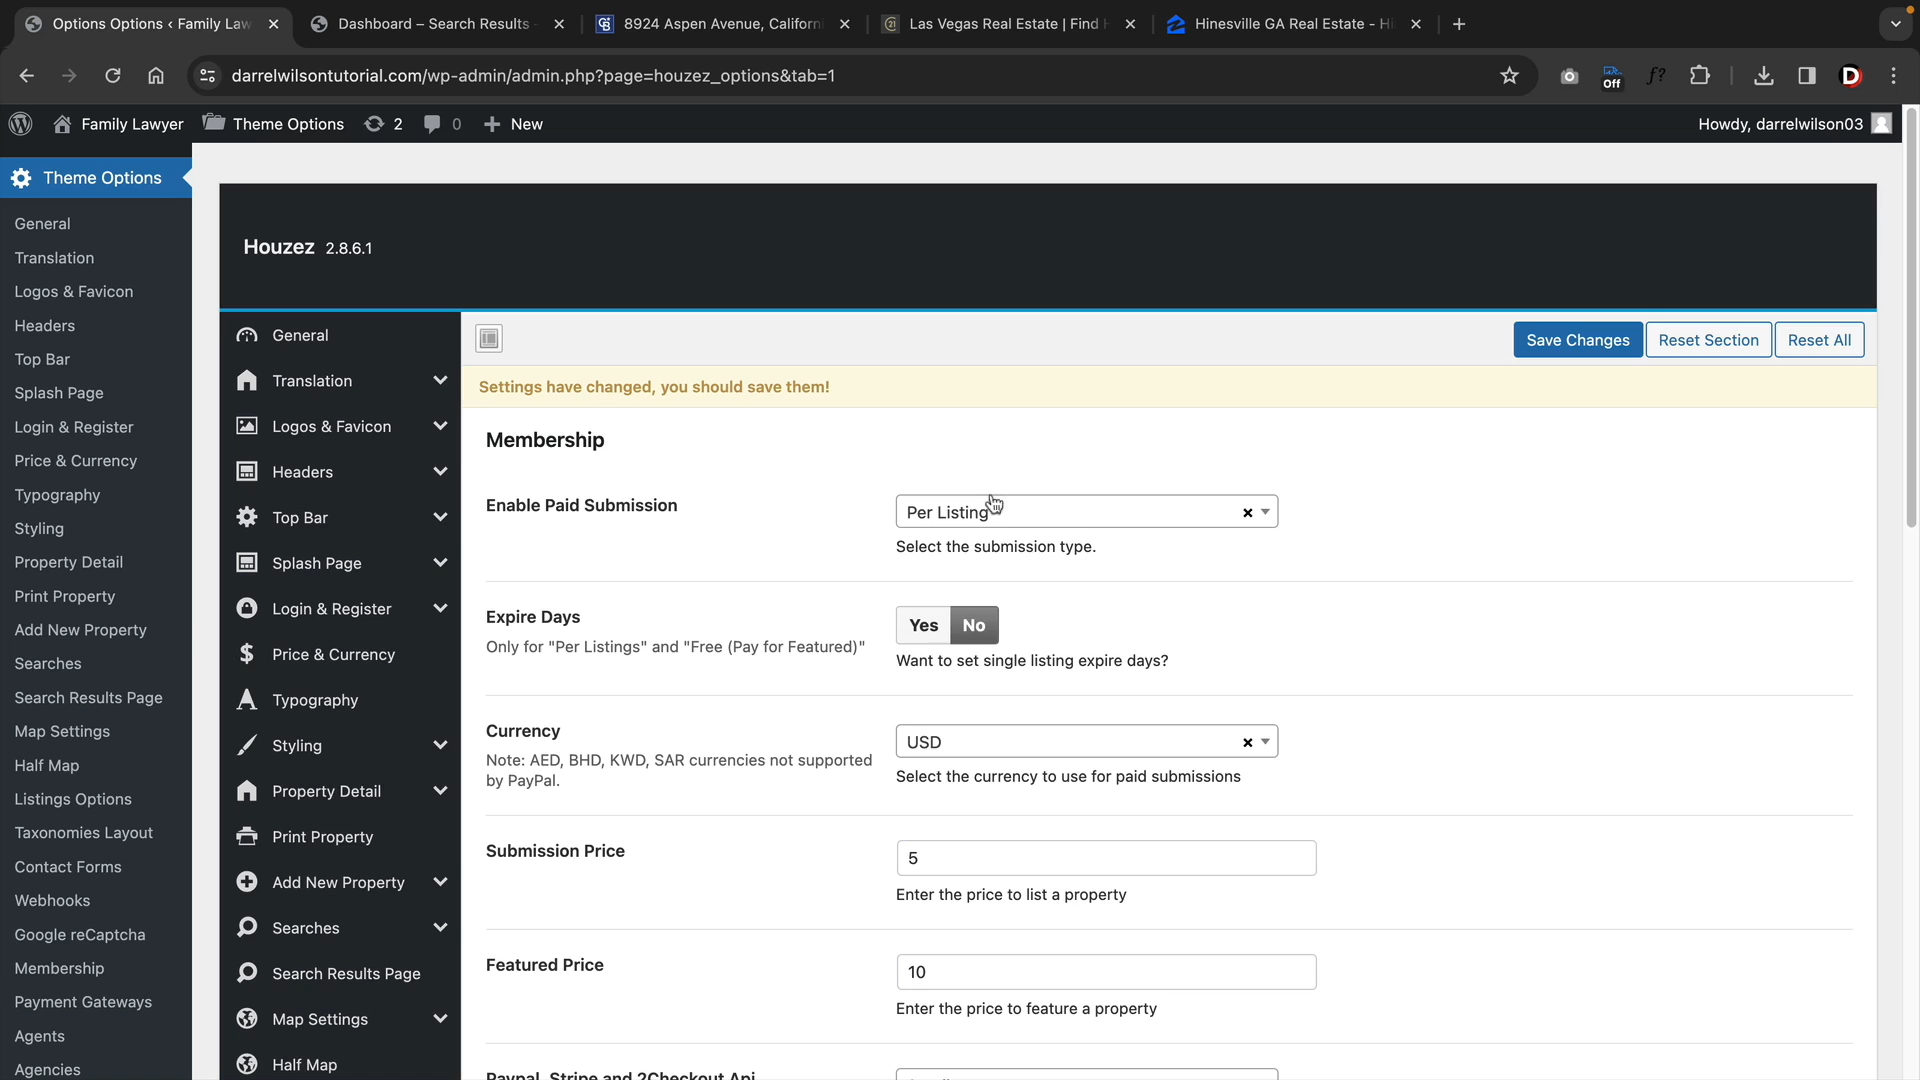 Options Options ‹ Family Law
Dashboard – Search Results -
8924 Aspen Avenue, Californi
Las Vegas Real Estate | Find H
Hinesville GA Real Estate - Hi
darrelwilsontutorial.com/wp-admin/admin.php?page=houzez_options&tab=1
Off
f?
D
Family Lawyer
Theme Options
2
0
New
Howdy, darrelwilson03
Theme Options
General
Translation
Logos & Favicon
Headers
Top Bar
Splash Page
Login & Register
Price & Currency
Typography
Styling
Property Detail
Print Property
Add New Property
Searches
Search Results Page
Map Settings
Half Map
Listings Options
Taxonomies Layout
Contact Forms
Webhooks
Google reCaptcha
Membership
Payment Gateways
Agents
Agencies
Houzez 2.8.6.1
General
Translation
Logos & Favicon
Headers
Top Bar
Splash Page
Login & Register
Price & Currency
Typography
Styling
Property Detail
Print Property
Add New Property
Searches
Search Results Page
Map Settings
Half Map
Save Changes
Reset Section
Reset All
Settings have changed, you should save them!
Membership
Enable Paid Submission
Per Listing
Select the submission type.
Expire Days
Only for "Per Listings" and "Free (Pay for Featured)"
Yes No
Want to set single listing expire days?
Currency
Note: AED, BHD, KWD, SAR currencies not supported
by PayPal.
USD
Select the currency to use for paid submissions
Submission Price
5
Enter the price to list a property
Featured Price
10
Enter the price to feature a property
Paypal, Stripe and 2Checkout Api